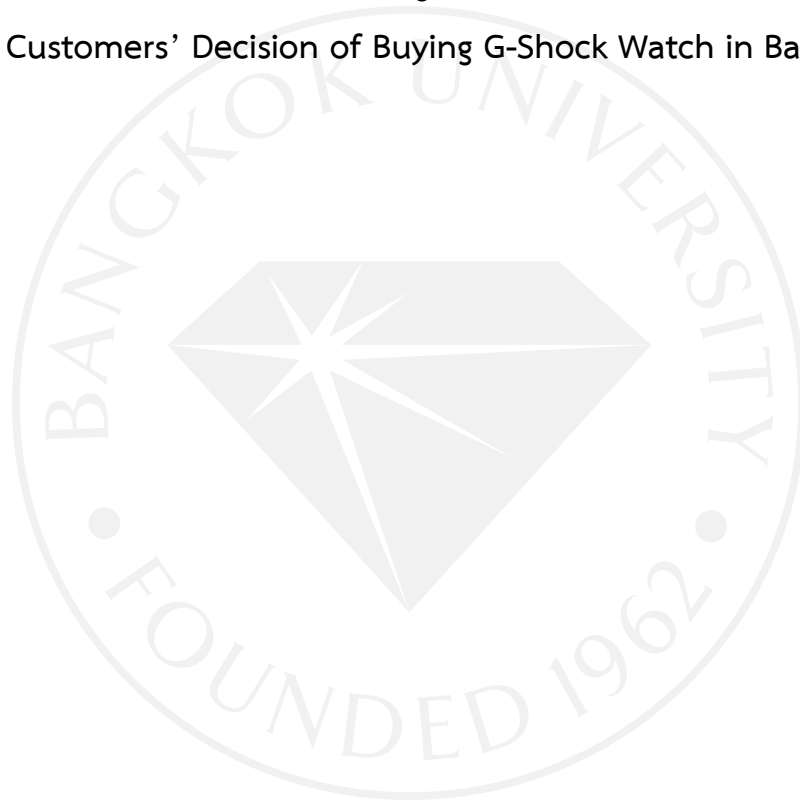 Customers’ Decision of Buying G-Shock Watch in Ba
BANGKOK UNIVERSITY
FOUNDED 1962